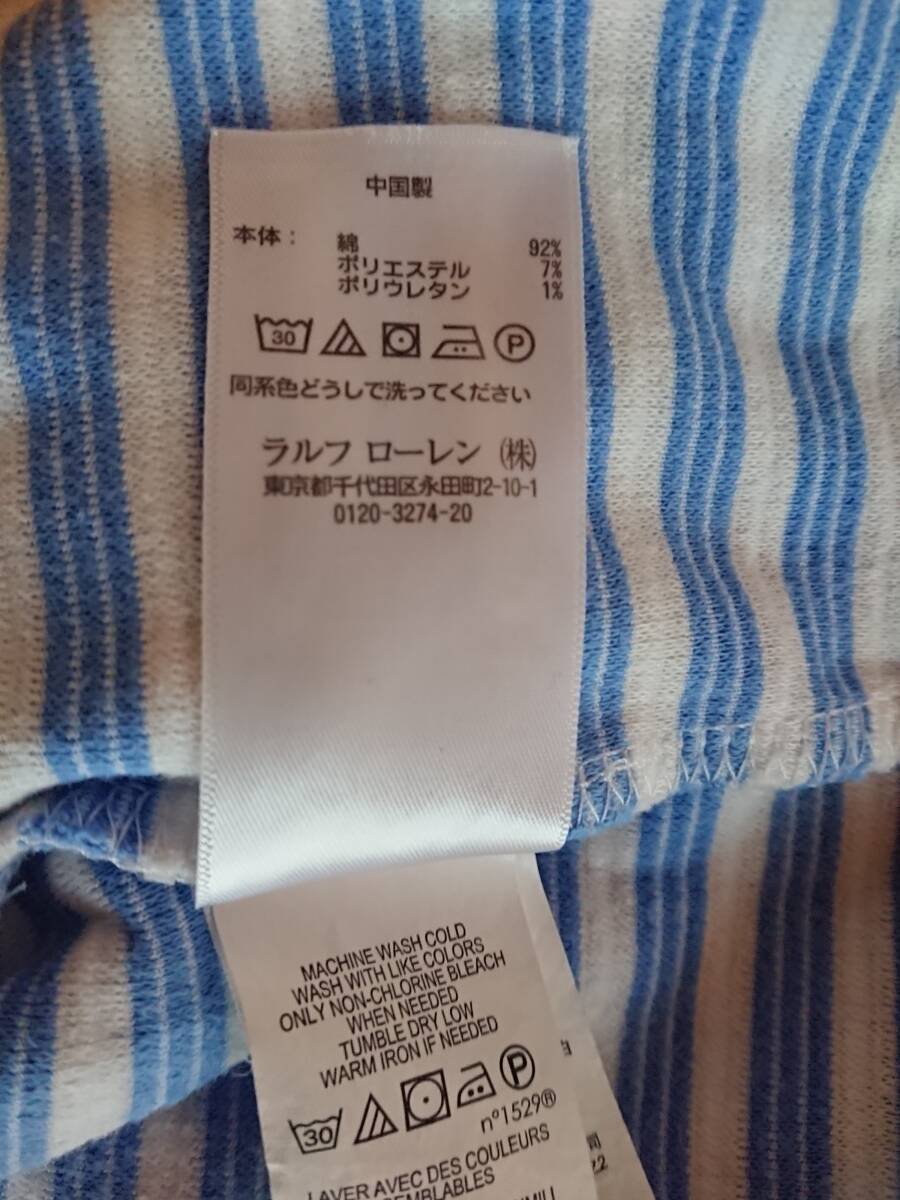 中国製
本体： 綿 92%
ポリエステル 7%
ポリウレタン 1%
30 P
同系色どうしで洗ってください
ラルフ ローレン (株)
東京都千代田区永田町2-10-1
0120-3274-20
MACHINE WASH COLD
WASH WITH LIKE COLORS
ONLY NON-CHLORINE BLEACH
WHEN NEEDED
TUMBLE DRY LOW
WARM IRON IF NEEDED
30 P
n°1529®
LAVER AVEC DES COULEURS